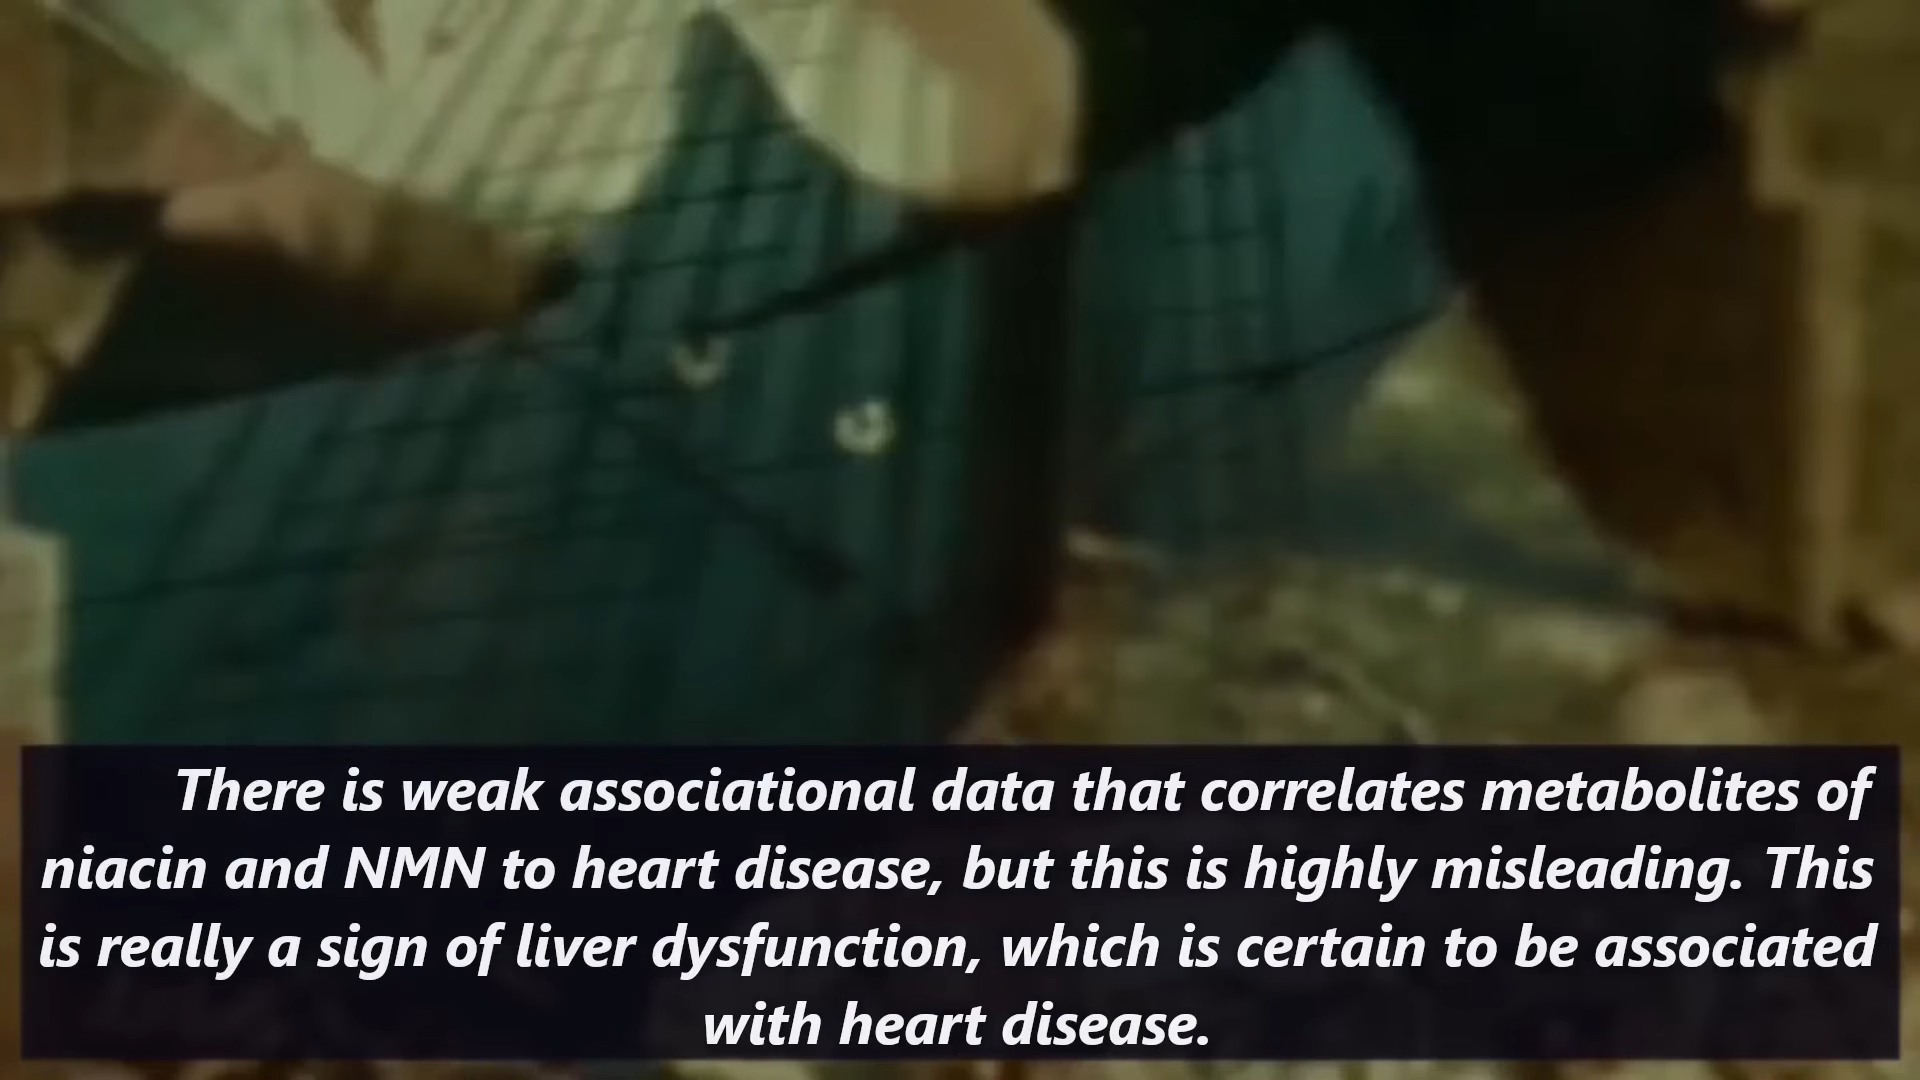 There is weak associational data that correlates metabolites of
niacin and NMN to heart disease, but this is highly misleading. This
is really a sign of liver dysfunction, which is certain to be associated
with heart disease.